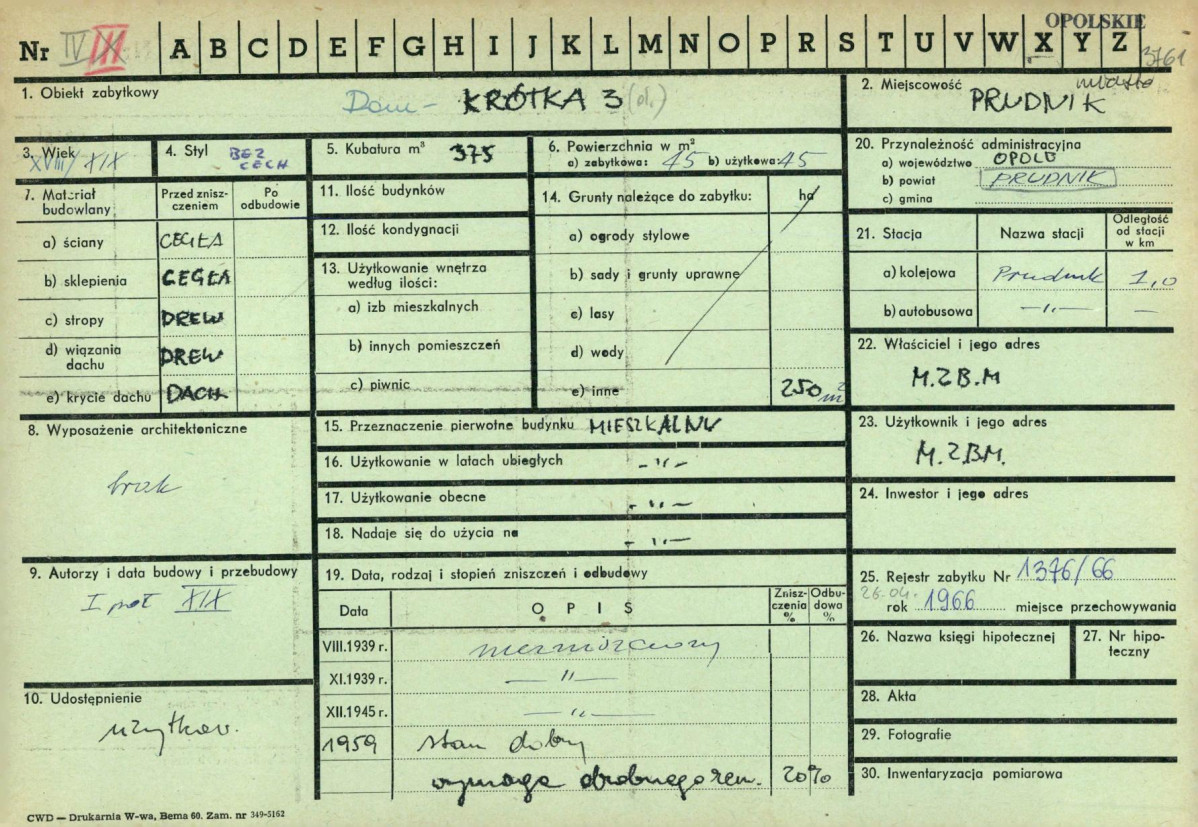 OPOLSKIE
Nr IV III A B C D E F G H I J K L M N O P R S T U V W X Y Z
3761
1. Obiekt zabytkowy
Dom - KRÓTKA 3 (ol.)
2. Miejscowość miasto
PRUDNIK
3. Wiek
XVIII/XIX
4. Styl BEZ CECH
5. Kubatura m³ 375
6. Powierzchnia w m²
a) zabytkowa: 45 b) użytkowa: 45
20. Przynależność administracyjna
a) województwo OPOLE
b) powiat PRUDNIK
c) gmina
7. Materiał budowlany
Przed zniszczeniem
Po odbudowie
a) ściany CEGŁA
b) sklepienia CEGŁA
c) stropy DREW
d) wiązania dachu DREW
e) krycie dachu DACH.
11. Ilość budynków
12. Ilość kondygnacji
13. Użytkowanie wnętrza według ilości:
a) izb mieszkalnych
b) innych pomieszczeń
c) piwnic
14. Grunty należące do zabytku: ha
a) ogrody stylowe
b) sady i grunty uprawne
c) lasy
d) wody
e) inne 250 m²
21. Stacja
Nazwa stacji
Odległość od stacji w km
a) kolejowa Prudnik 1,0
b) autobusowa —"— —
22. Właściciel i jego adres
M.Z.B.M
8. Wyposażenie architektoniczne
brak
15. Przeznaczenie pierwotne budynku MIESZKALNY
16. Użytkowanie w latach ubiegłych -"-
17. Użytkowanie obecne -"-
18. Nadaje się do użycia na -"-
23. Użytkownik i jego adres
M.Z.B.M.
24. Inwestor i jego adres
9. Autorzy i data budowy i przebudowy
I poł XIX
19. Data, rodzaj i stopień zniszczeń i odbudowy
Data
OPIS
Zniszczenia %
Odbudowa %
VIII.1939 r. niezniszczony
XI.1939 r. —"—
XII.1945 r. —"—
1959 stan dobry
wymaga drobnego rem. 20%
25. Rejestr zabytku Nr 1376/66
26.04.
rok 1966 miejsce przechowywania
26. Nazwa księgi hipotecznej
27. Nr hipoteczny
10. Udostępnienie
użytkow.
28. Akta
29. Fotografie
30. Inwentaryzacja pomiarowa
CWD — Drukarnia W-wa, Bema 60. Zam. nr 349-5162